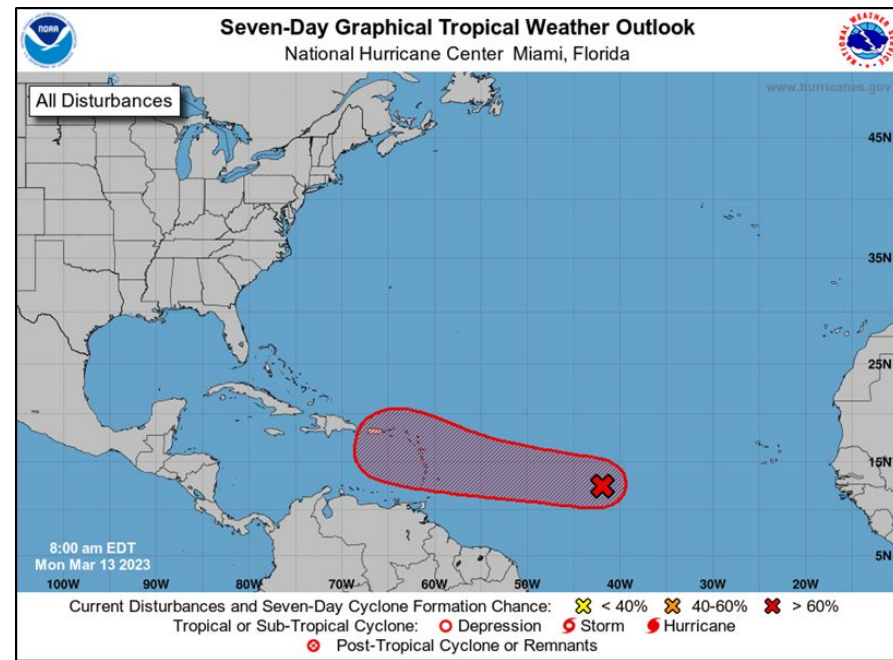 Seven-Day Graphical Tropical Weather Outlook
National Hurricane Center Miami, Florida
NOAA
All Disturbances
www.hurricanes.gov
45N
35N
25N
15N
5N
8:00 am EDT
Mon Mar 13 2023
100W 90W 80W 70W 60W 50W 40W 30W 20W
Current Disturbances and Seven-Day Cyclone Formation Chance: < 40% 40-60% > 60%
Tropical or Sub-Tropical Cyclone: Depression Storm Hurricane
Post-Tropical Cyclone or Remnants